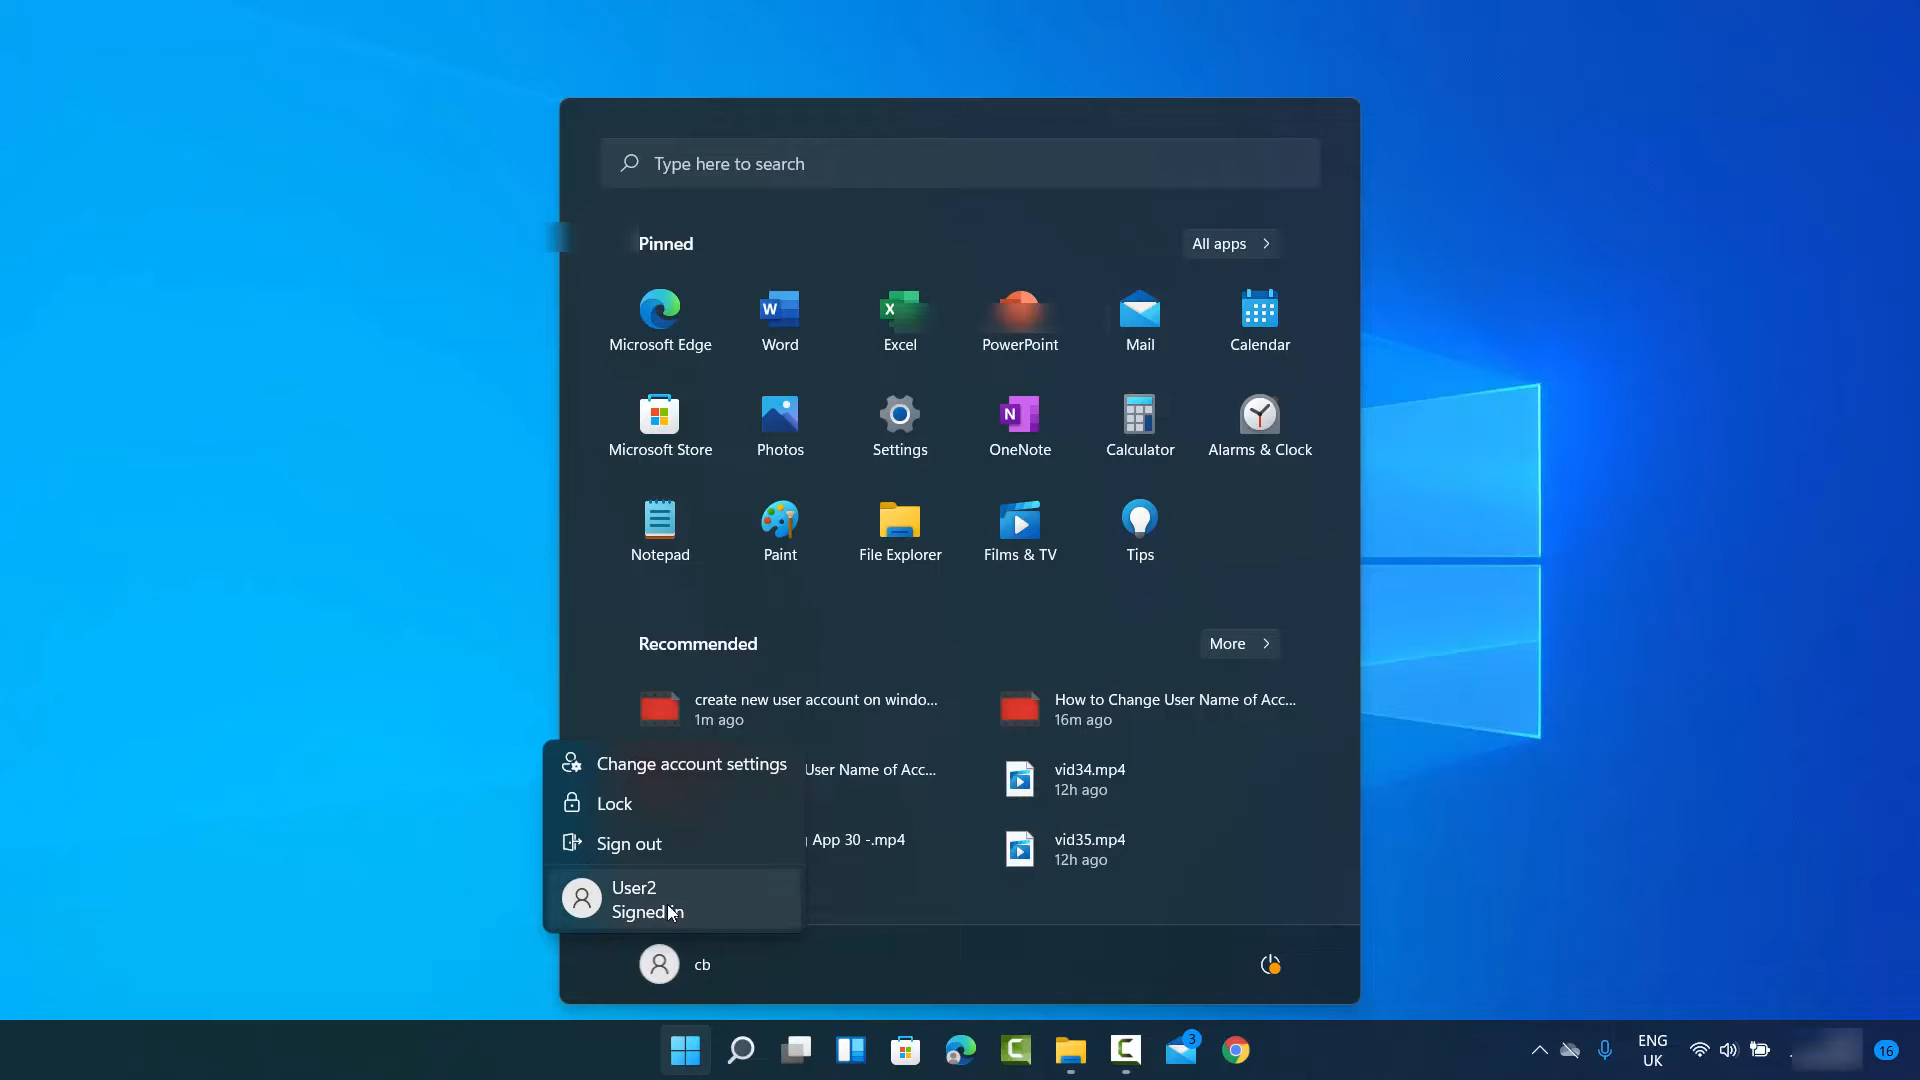 Type here to search
Pinned
All apps
Microsoft Edge
Word
Excel
PowerPoint
Mail
Calendar
Microsoft Store
Photos
Settings
OneNote
Calculator
Alarms & Clock
Notepad
Paint
File Explorer
Films & TV
Tips
Recommended
More
create new user account on windo...
1m ago
How to Change User Name of Acc...
16m ago
User Name of Acc...
vid34.mp4
12h ago
App 30 -.mp4
vid35.mp4
12h ago
Change account settings
Lock
Sign out
User2
Signed in
cb
3
ENG
UK
16